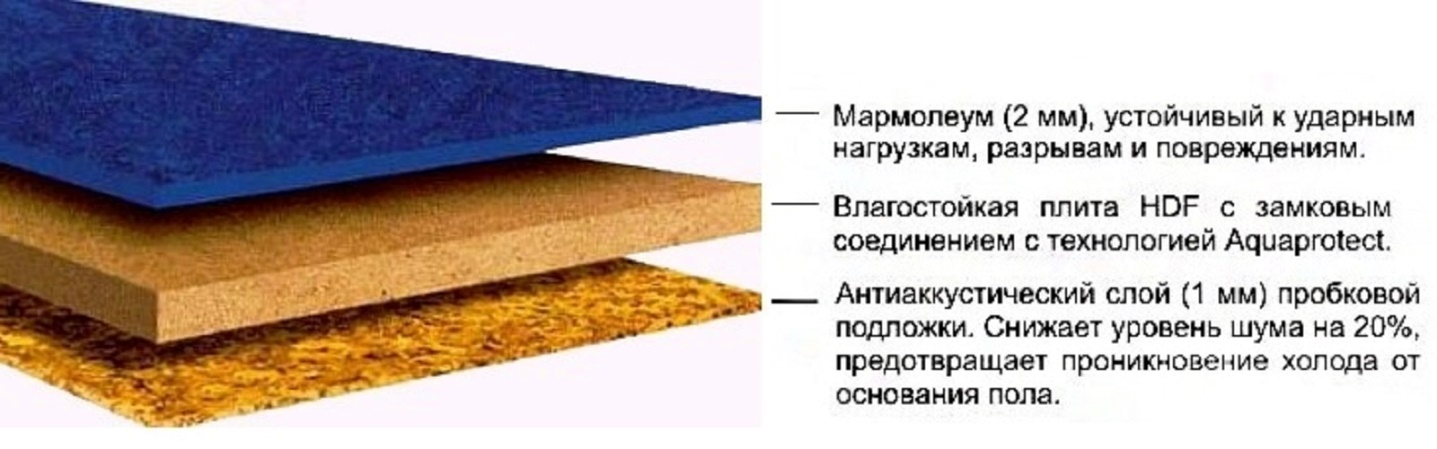 Мармолеум (2 мм), устойчивый к ударным
нагрузкам, разрывам и повреждениям.
Влагостойкая плита HDF с замковым
соединением с технологией Aquaprotect.
Антиаккустический слой (1 мм) пробковой
подложки. Снижает уровень шума на 20%,
предотвращает проникновение холода от
основания пола.